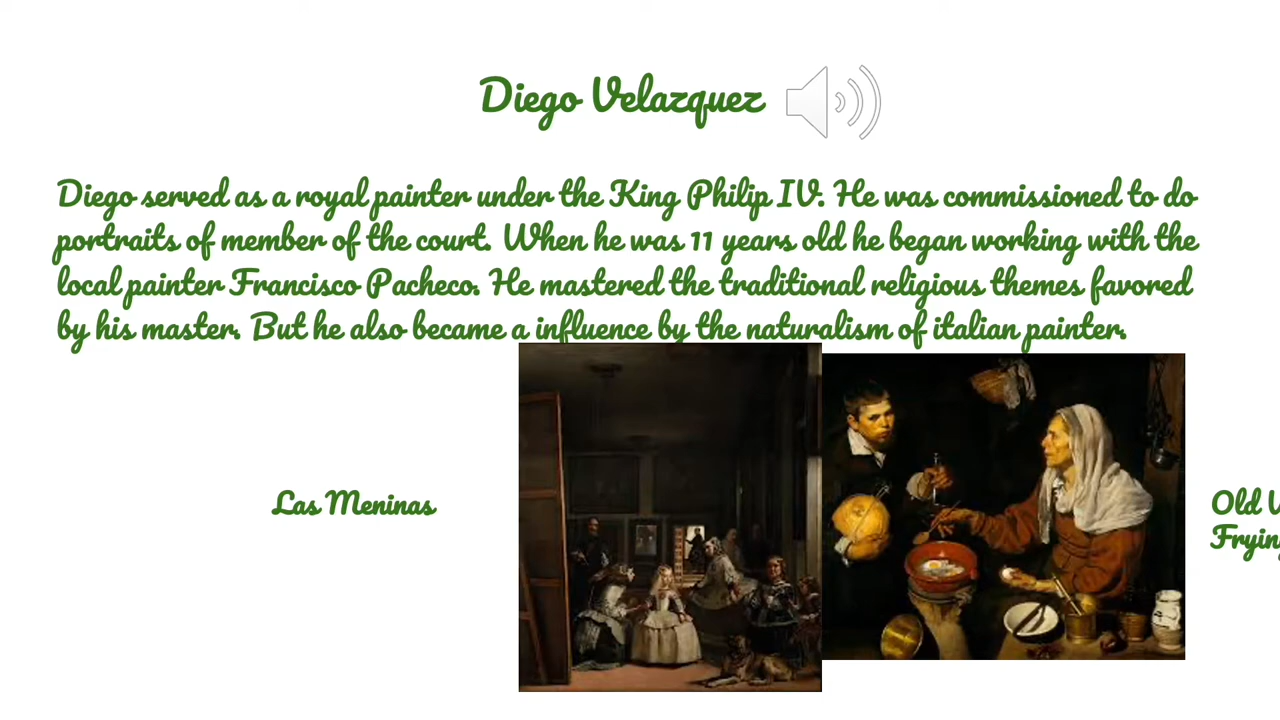 Diego Velazquez
Diego served as a royal painter under the King Philip IV. He was commissioned to do
portraits of member of the court. When he was 11 years old he began working with the
local painter Francisco Pacheco. He mastered the traditional religious themes favored
by his master. But he also became a influence by the naturalism of italian painter.
Las Meninas
Old
Frying